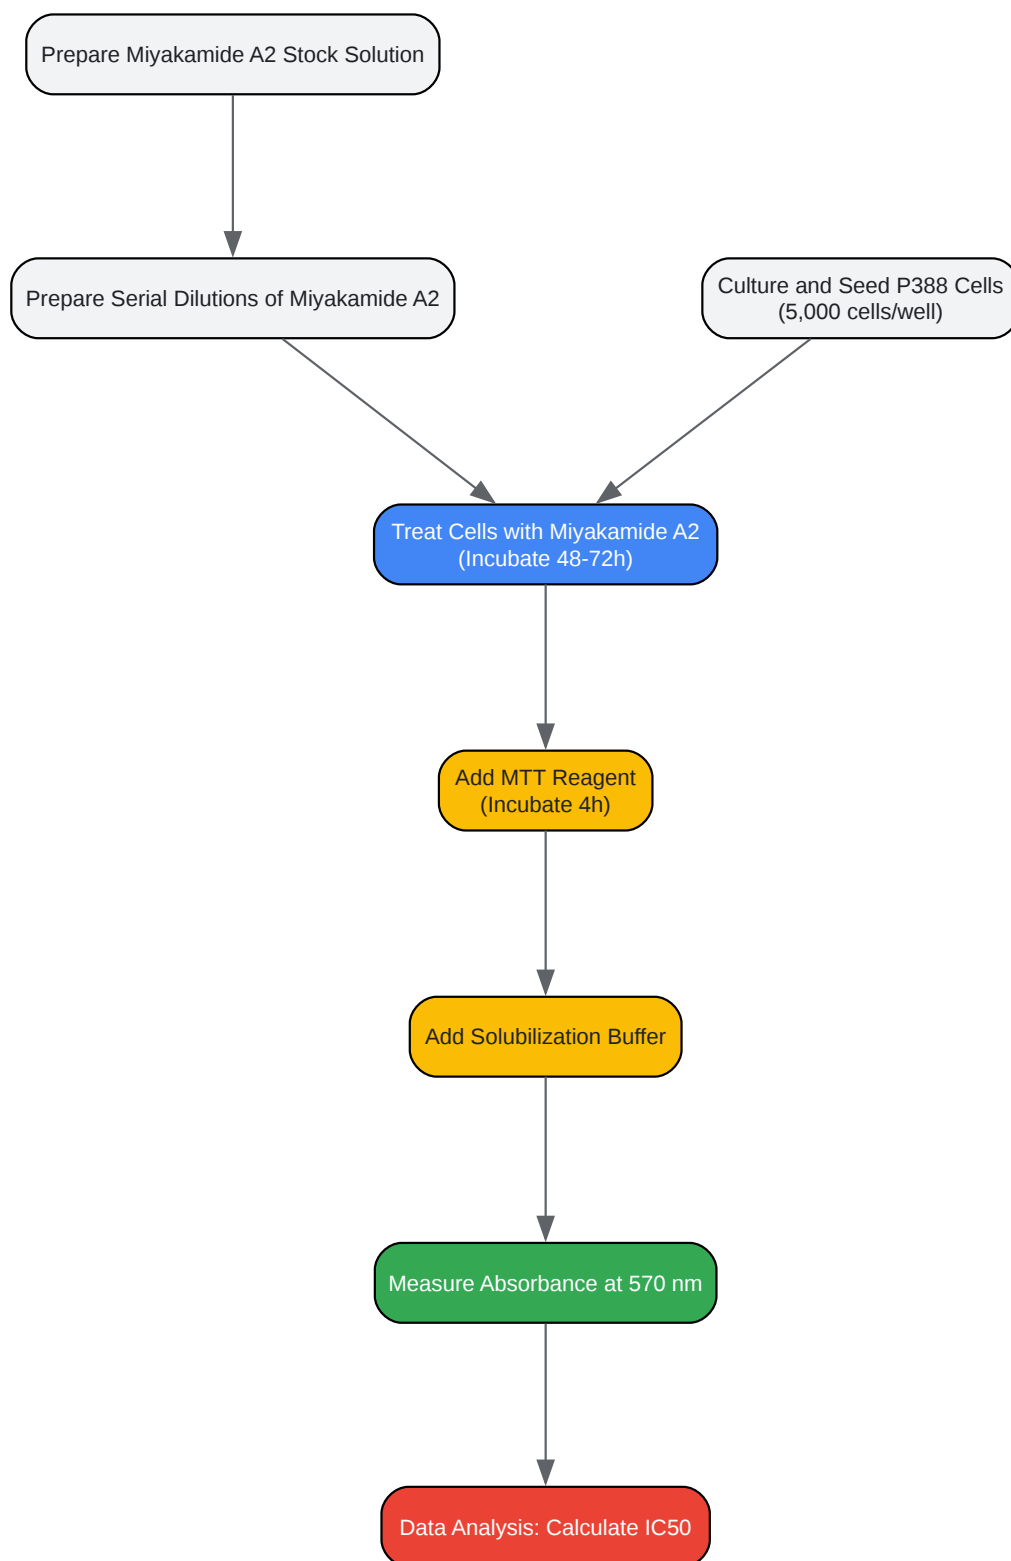 Prepare Miyakamide A2 Stock Solution
Prepare Serial Dilutions of Miyakamide A2
Culture and Seed P388 Cells
(5,000 cells/well)
Treat Cells with Miyakamide A2
(Incubate 48-72h)
Add MTT Reagent
(Incubate 4h)
Add Solubilization Buffer
Measure Absorbance at 570 nm
Data Analysis: Calculate IC50